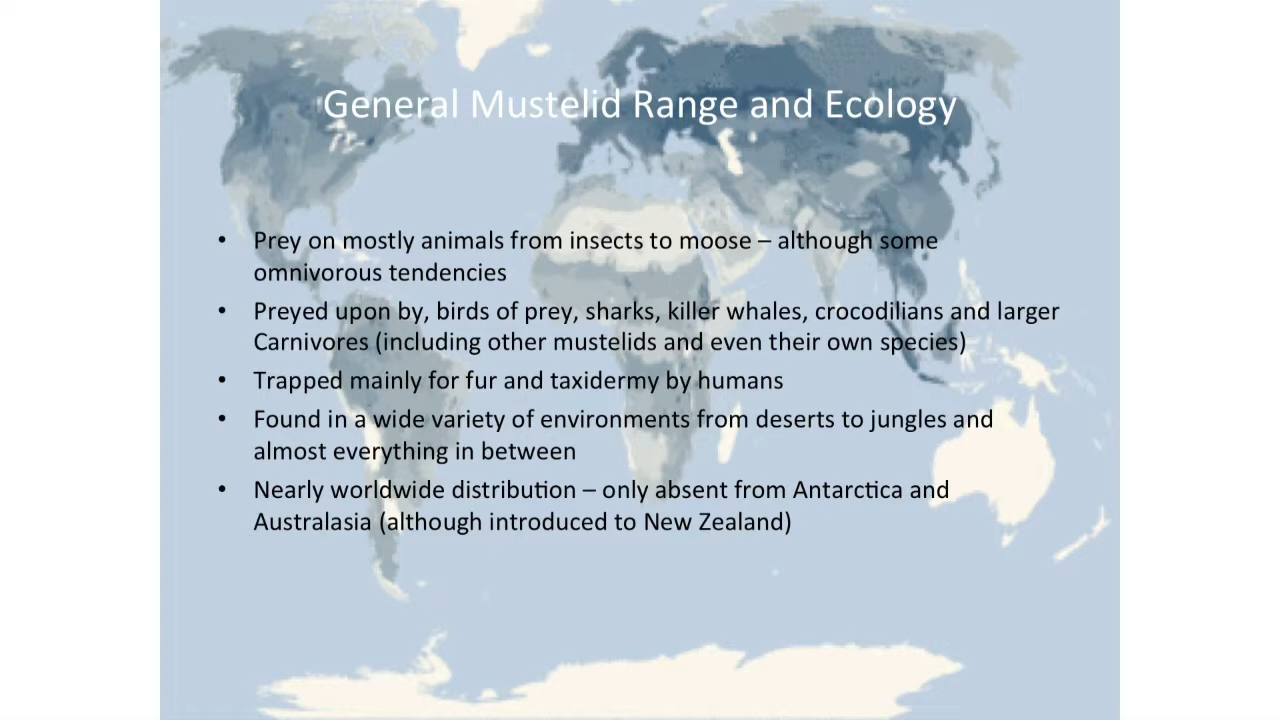 General Mustelid Range and Ecology
• Prey on mostly animals from insects to moose – although some
omnivorous tendencies
• Preyed upon by, birds of prey, sharks, killer whales, crocodilians and larger
Carnivores (including other mustelids and even their own species)
• Trapped mainly for fur and taxidermy by humans
• Found in a wide variety of environments from deserts to jungles and
almost everything in between
• Nearly worldwide distribution – only absent from Antarctica and
Australasia (although introduced to New Zealand)